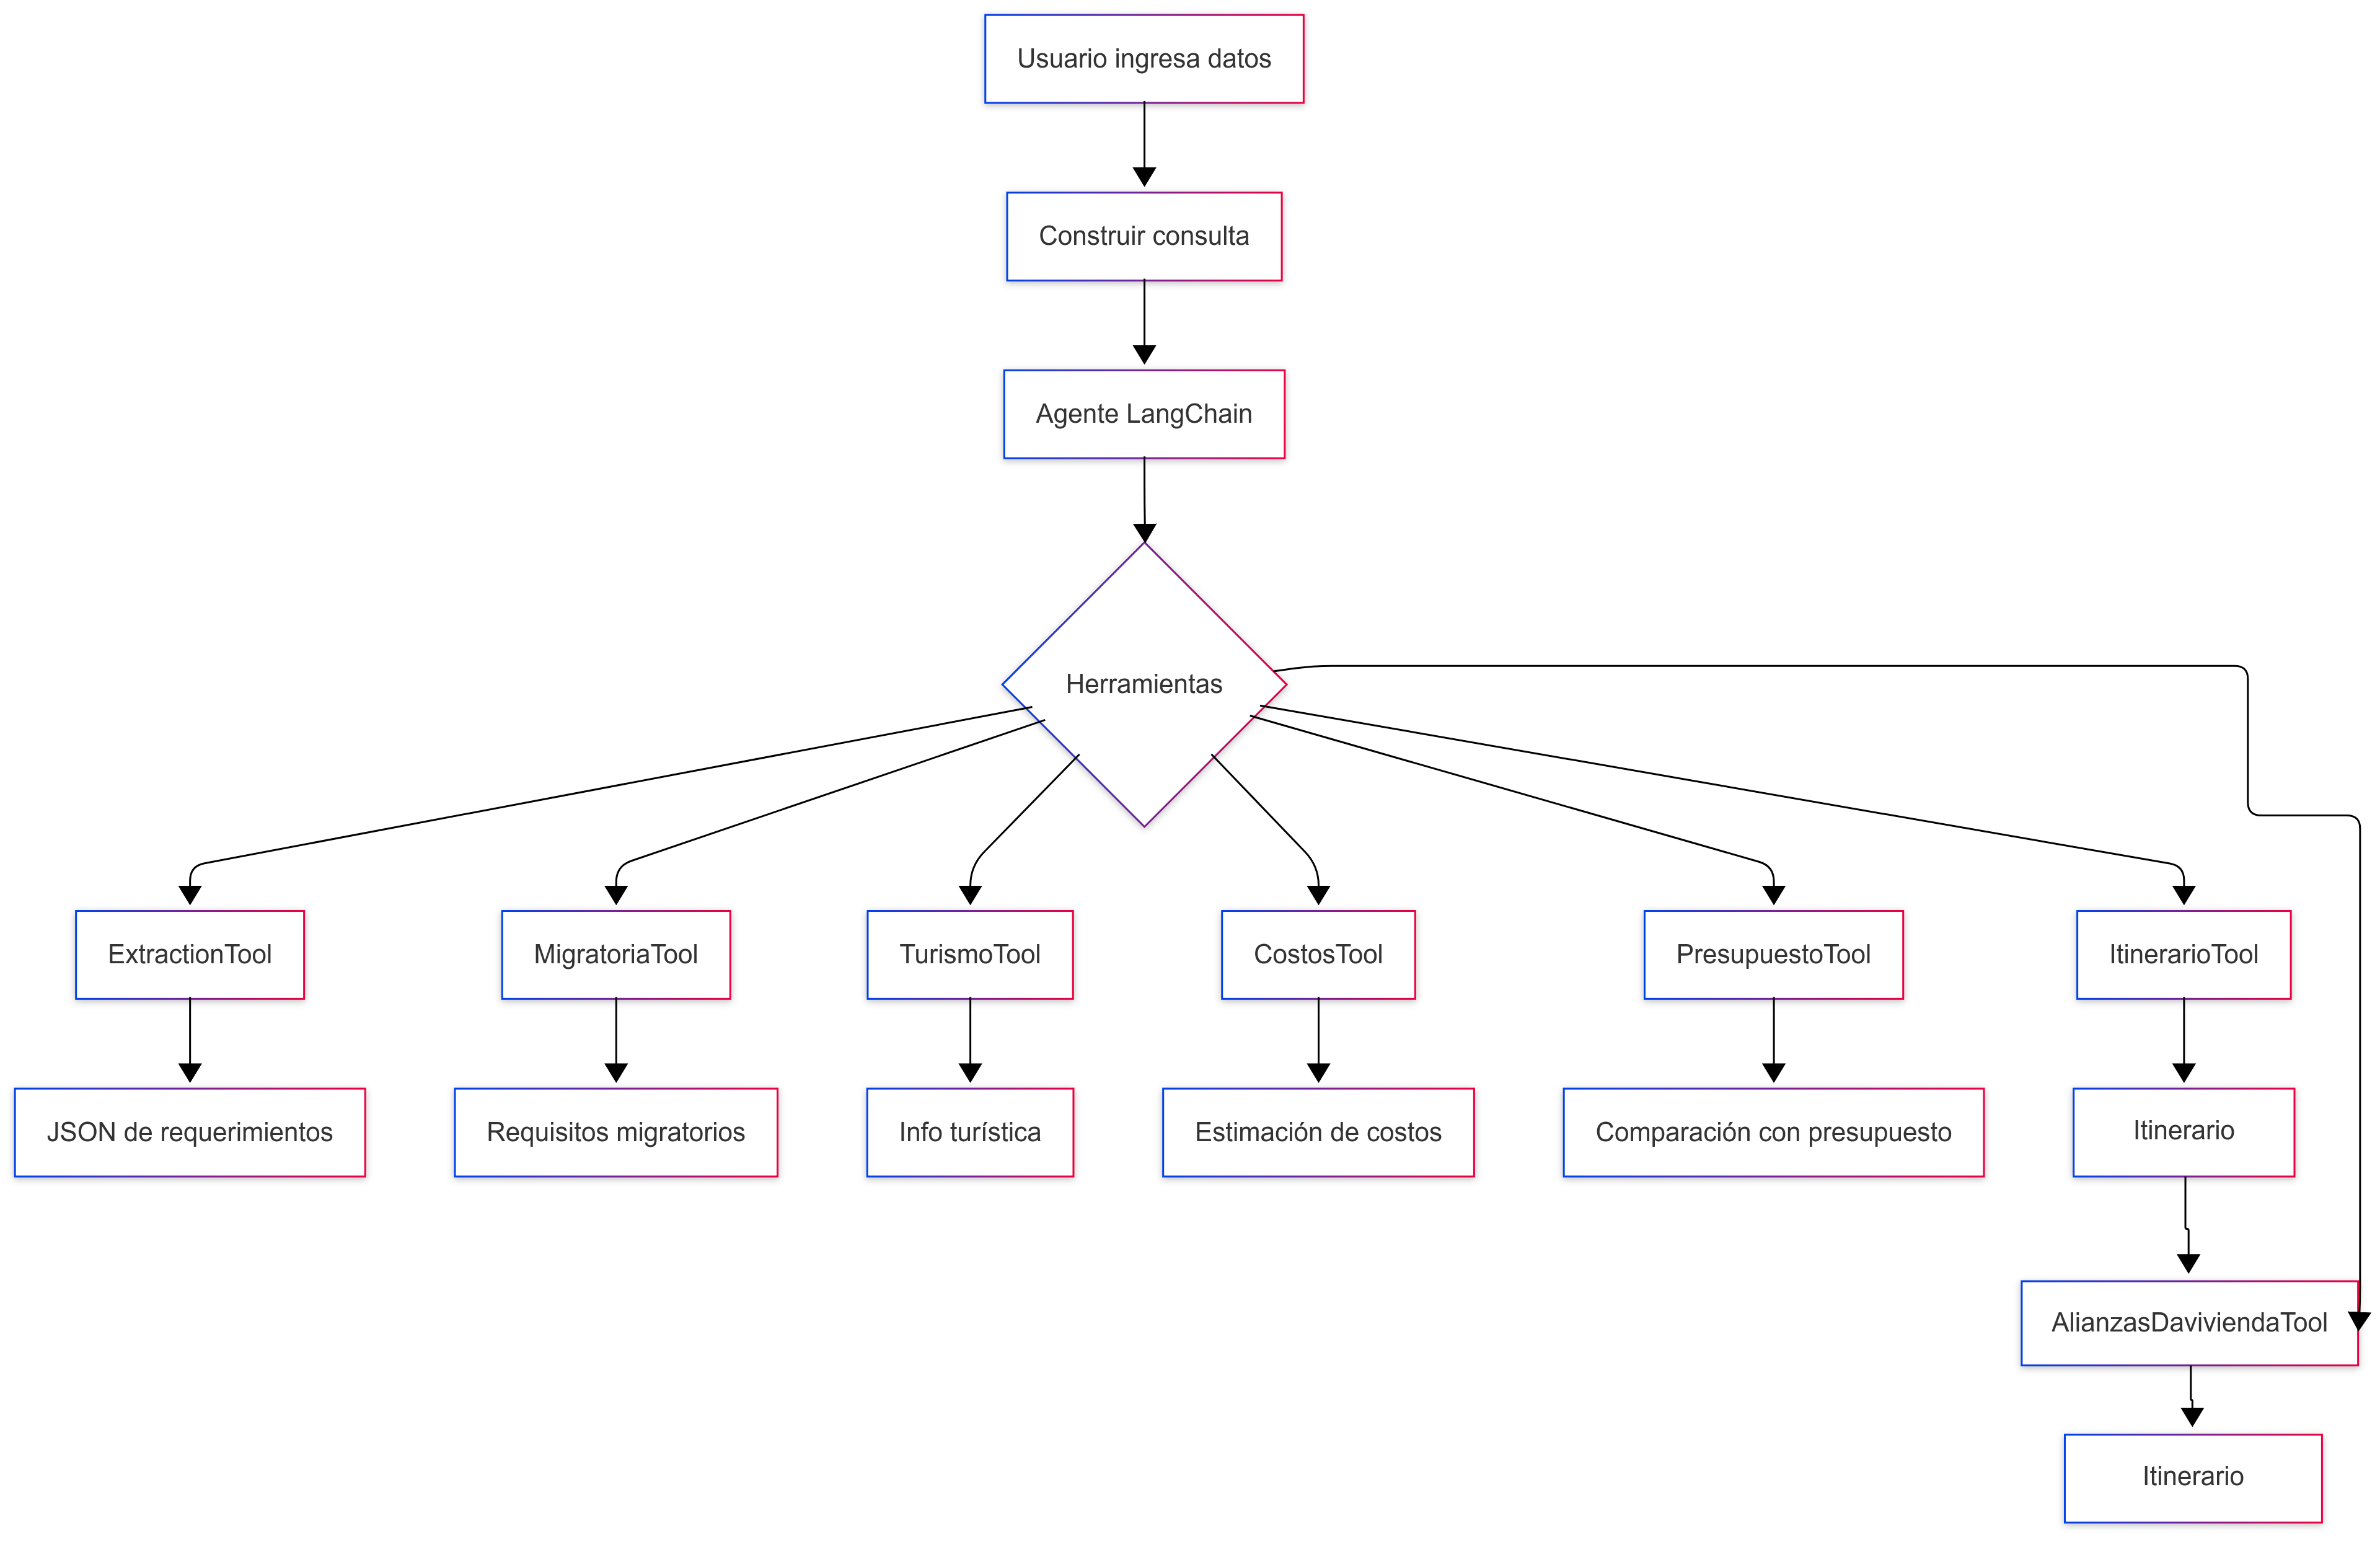 Usuario ingresa datos
Construir consulta
Agente LangChain
Herramientas
ExtractionTool
MigratoriaTool
TurismoTool
CostosTool
PresupuestoTool
ItinerarioTool
JSON de requerimientos
Requisitos migratorios
Info turística
Estimación de costos
Comparación con presupuesto
Itinerario
AlianzasDaviviendaTool
Itinerario